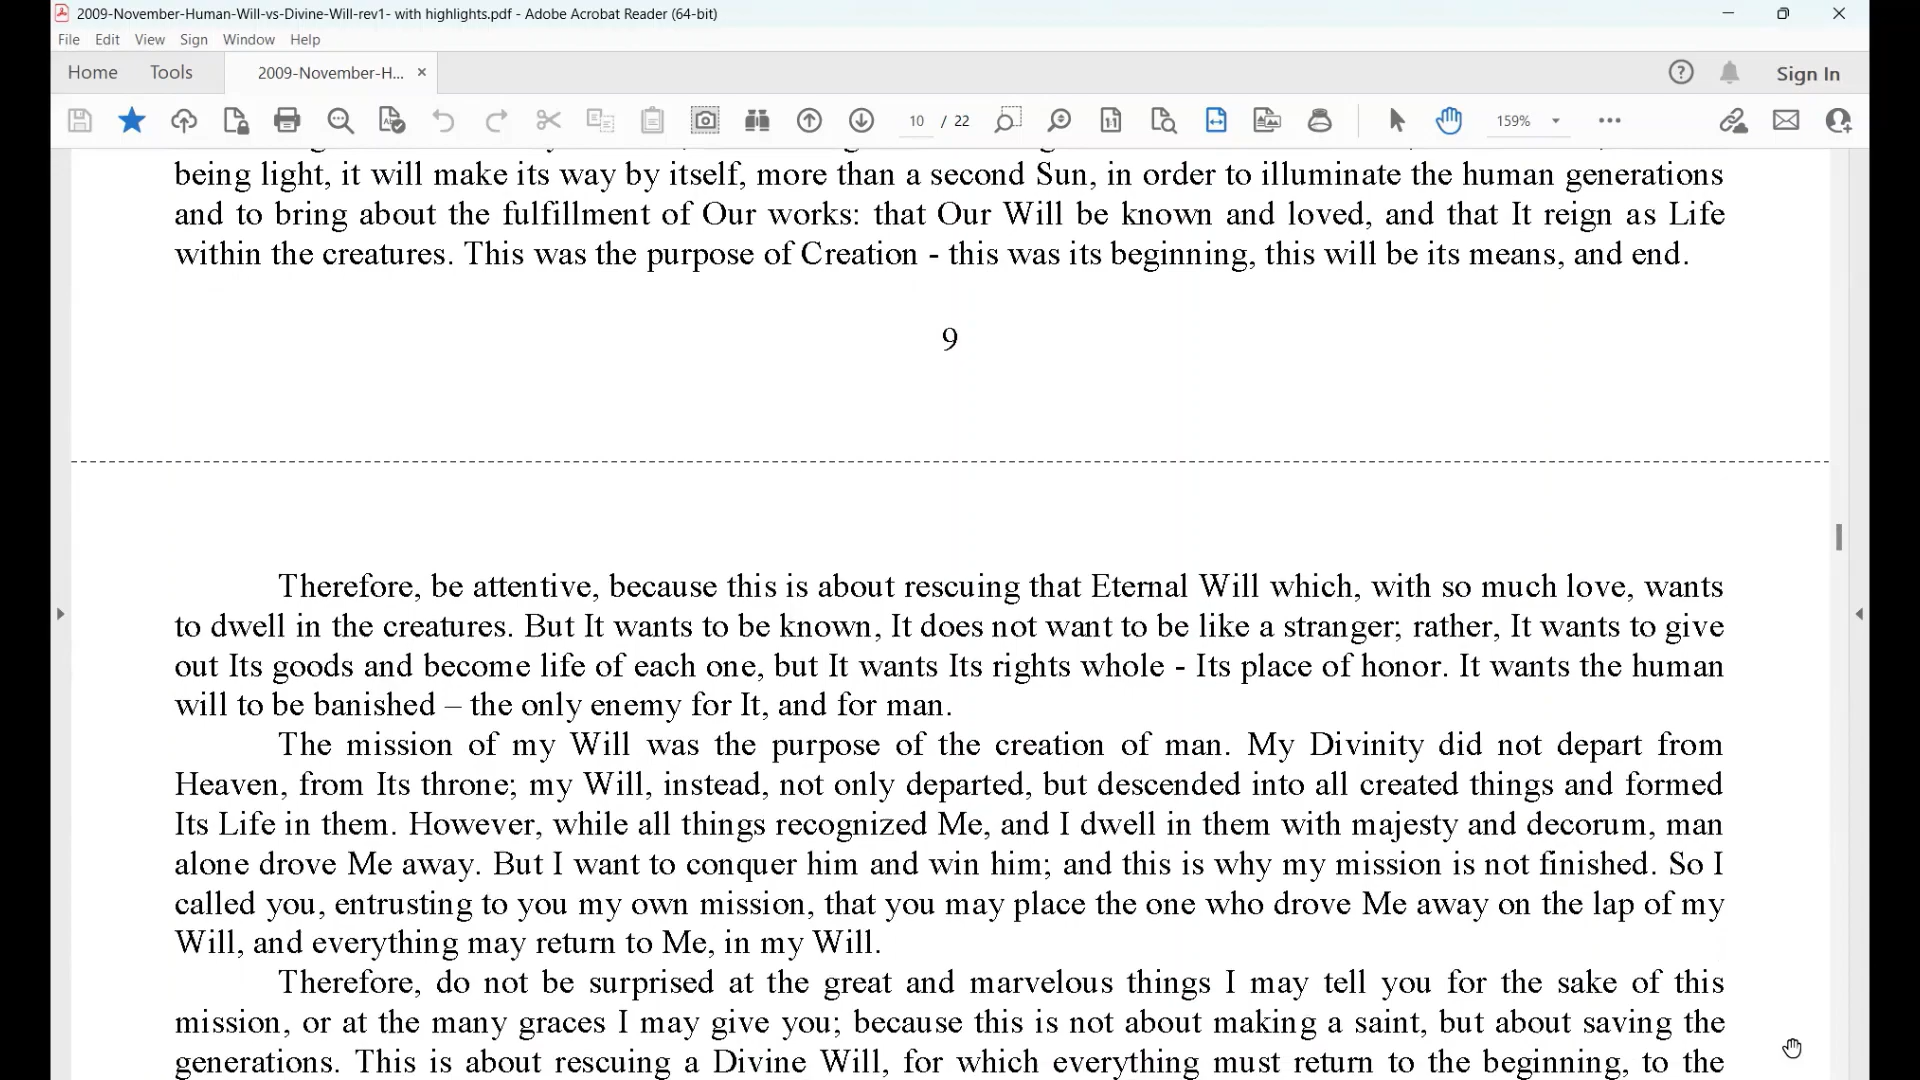 2009-November-Human-Will-vs-Divine-Will-rev1- with highlights.pdf - Adobe Acrobat Reader (64-bit)
File Edit View Sign Window Help
Home Tools 2009-November-H... × Sign In
10 / 22 159%
being light, it will make its way by itself, more than a second Sun, in order to illuminate the human generations
and to bring about the fulfillment of Our works: that Our Will be known and loved, and that It reign as Life
within the creatures. This was the purpose of Creation - this was its beginning, this will be its means, and end.
9
Therefore, be attentive, because this is about rescuing that Eternal Will which, with so much love, wants
to dwell in the creatures. But It wants to be known, It does not want to be like a stranger; rather, It wants to give
out Its goods and become life of each one, but It wants Its rights whole - Its place of honor. It wants the human
will to be banished – the only enemy for It, and for man.
The mission of my Will was the purpose of the creation of man. My Divinity did not depart from
Heaven, from Its throne; my Will, instead, not only departed, but descended into all created things and formed
Its Life in them. However, while all things recognized Me, and I dwell in them with majesty and decorum, man
alone drove Me away. But I want to conquer him and win him; and this is why my mission is not finished. So I
called you, entrusting to you my own mission, that you may place the one who drove Me away on the lap of my
Will, and everything may return to Me, in my Will.
Therefore, do not be surprised at the great and marvelous things I may tell you for the sake of this
mission, or at the many graces I may give you; because this is not about making a saint, but about saving the
generations. This is about rescuing a Divine Will, for which everything must return to the beginning, to the